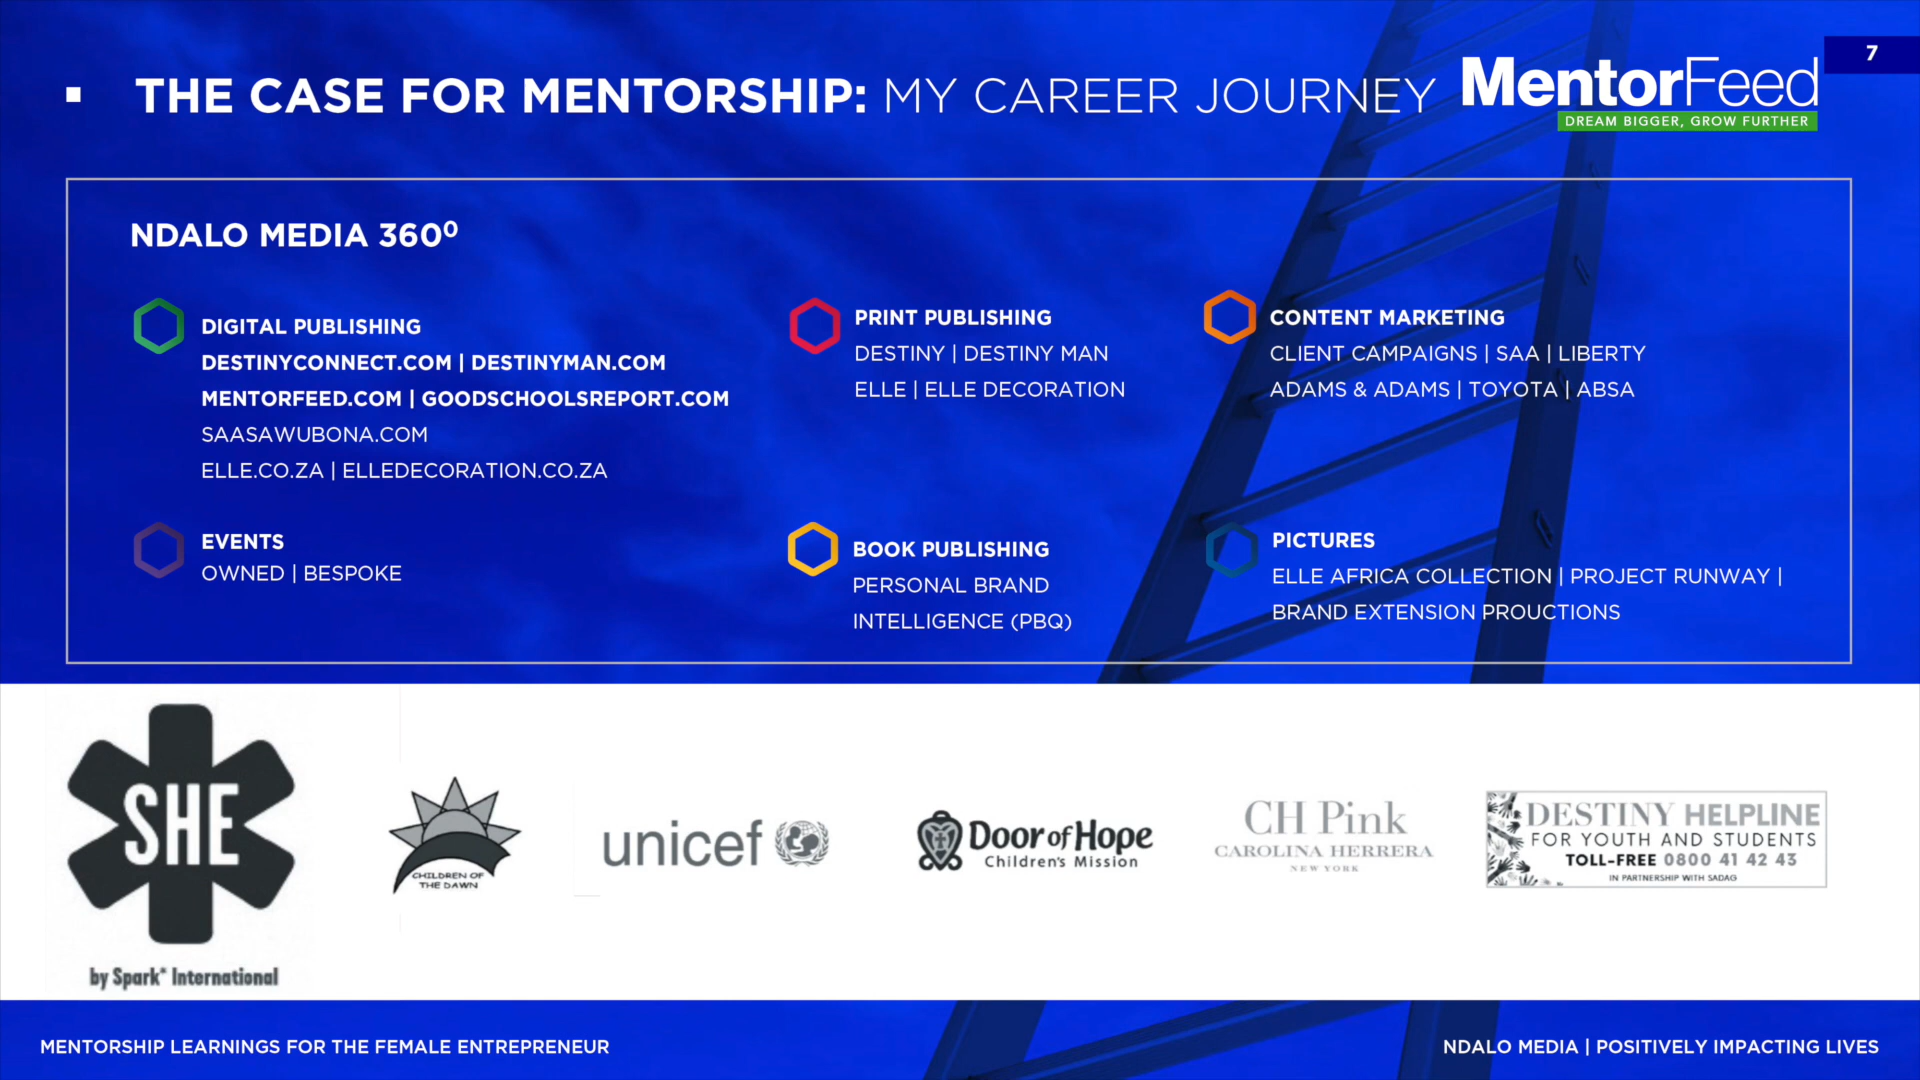 7
THE CASE FOR MENTORSHIP: MY CAREER JOURNEY
MentorFeed
DREAM BIGGER, GROW FURTHER
NDALO MEDIA 360⁰
DIGITAL PUBLISHING
DESTINYCONNECT.COM | DESTINYMAN.COM
MENTORFEED.COM | GOODSCHOOLSREPORT.COM
SAASAWUBONA.COM
ELLE.CO.ZA | ELLEDECORATION.CO.ZA
PRINT PUBLISHING
DESTINY | DESTINY MAN
ELLE | ELLE DECORATION
CONTENT MARKETING
CLIENT CAMPAIGNS | SAA | LIBERTY
ADAMS & ADAMS | TOYOTA | ABSA
EVENTS
OWNED | BESPOKE
BOOK PUBLISHING
PERSONAL BRAND
INTELLIGENCE (PBQ)
PICTURES
ELLE AFRICA COLLECTION | PROJECT RUNWAY |
BRAND EXTENSION PROUCTIONS
SHE
by Spark* International
CHILDREN OF
THE DAWN
unicef
Door of Hope
Children's Mission
CH Pink
CAROLINA HERRERA
NEW YORK
DESTINY HELPLINE
FOR YOUTH AND STUDENTS
TOLL-FREE 0800 41 42 43
IN PARTNERSHIP WITH SADAG
MENTORSHIP LEARNINGS FOR THE FEMALE ENTREPRENEUR
NDALO MEDIA | POSITIVELY IMPACTING LIVES